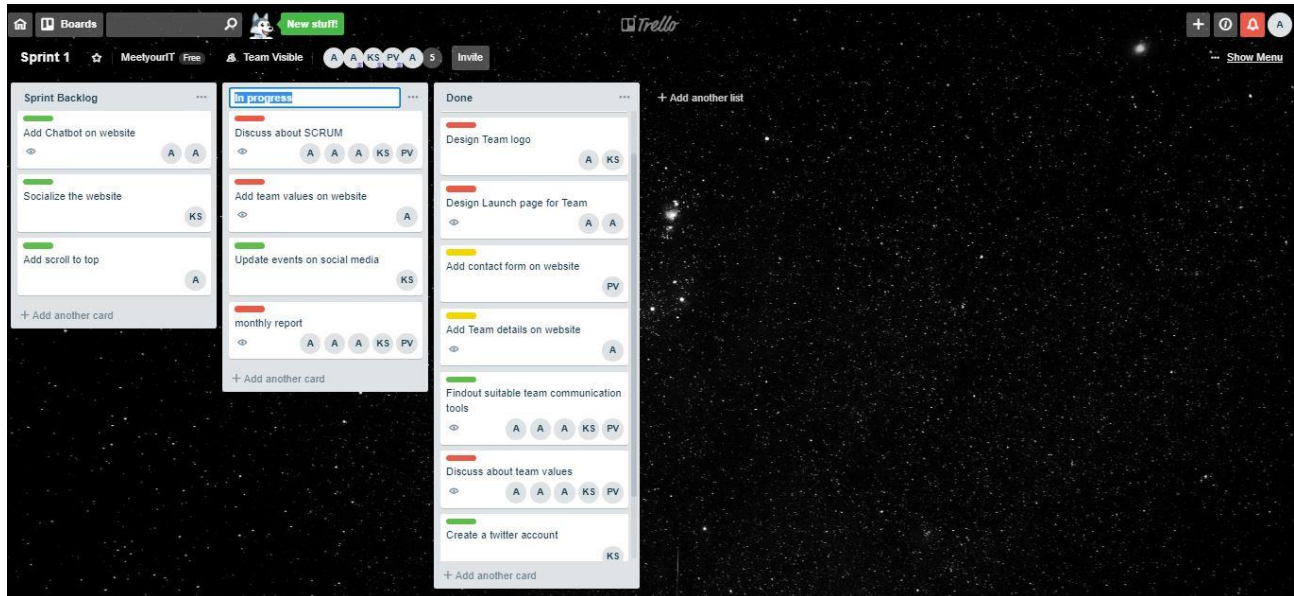 Boards
New stuff!
Trello
A
Sprint 1
MeetyourIT Free
Team Visible
A A KS PV A 5
Invite
... Show Menu
Sprint Backlog ...
Add Chatbot on website
A A
Socialize the website
KS
Add scroll to top
A
+ Add another card
In progress ...
Discuss about SCRUM
A A A KS PV
Add team values on website
A
Update events on social media
KS
monthly report
A A A KS PV
+ Add another card
Done ...
Design Team logo
A KS
Design Launch page for Team
A A
Add contact form on website
PV
Add Team details on website
A
Findout suitable team communication
tools
A A A KS PV
Discuss about team values
A A A KS PV
Create a twitter account
KS
+ Add another card
+ Add another list